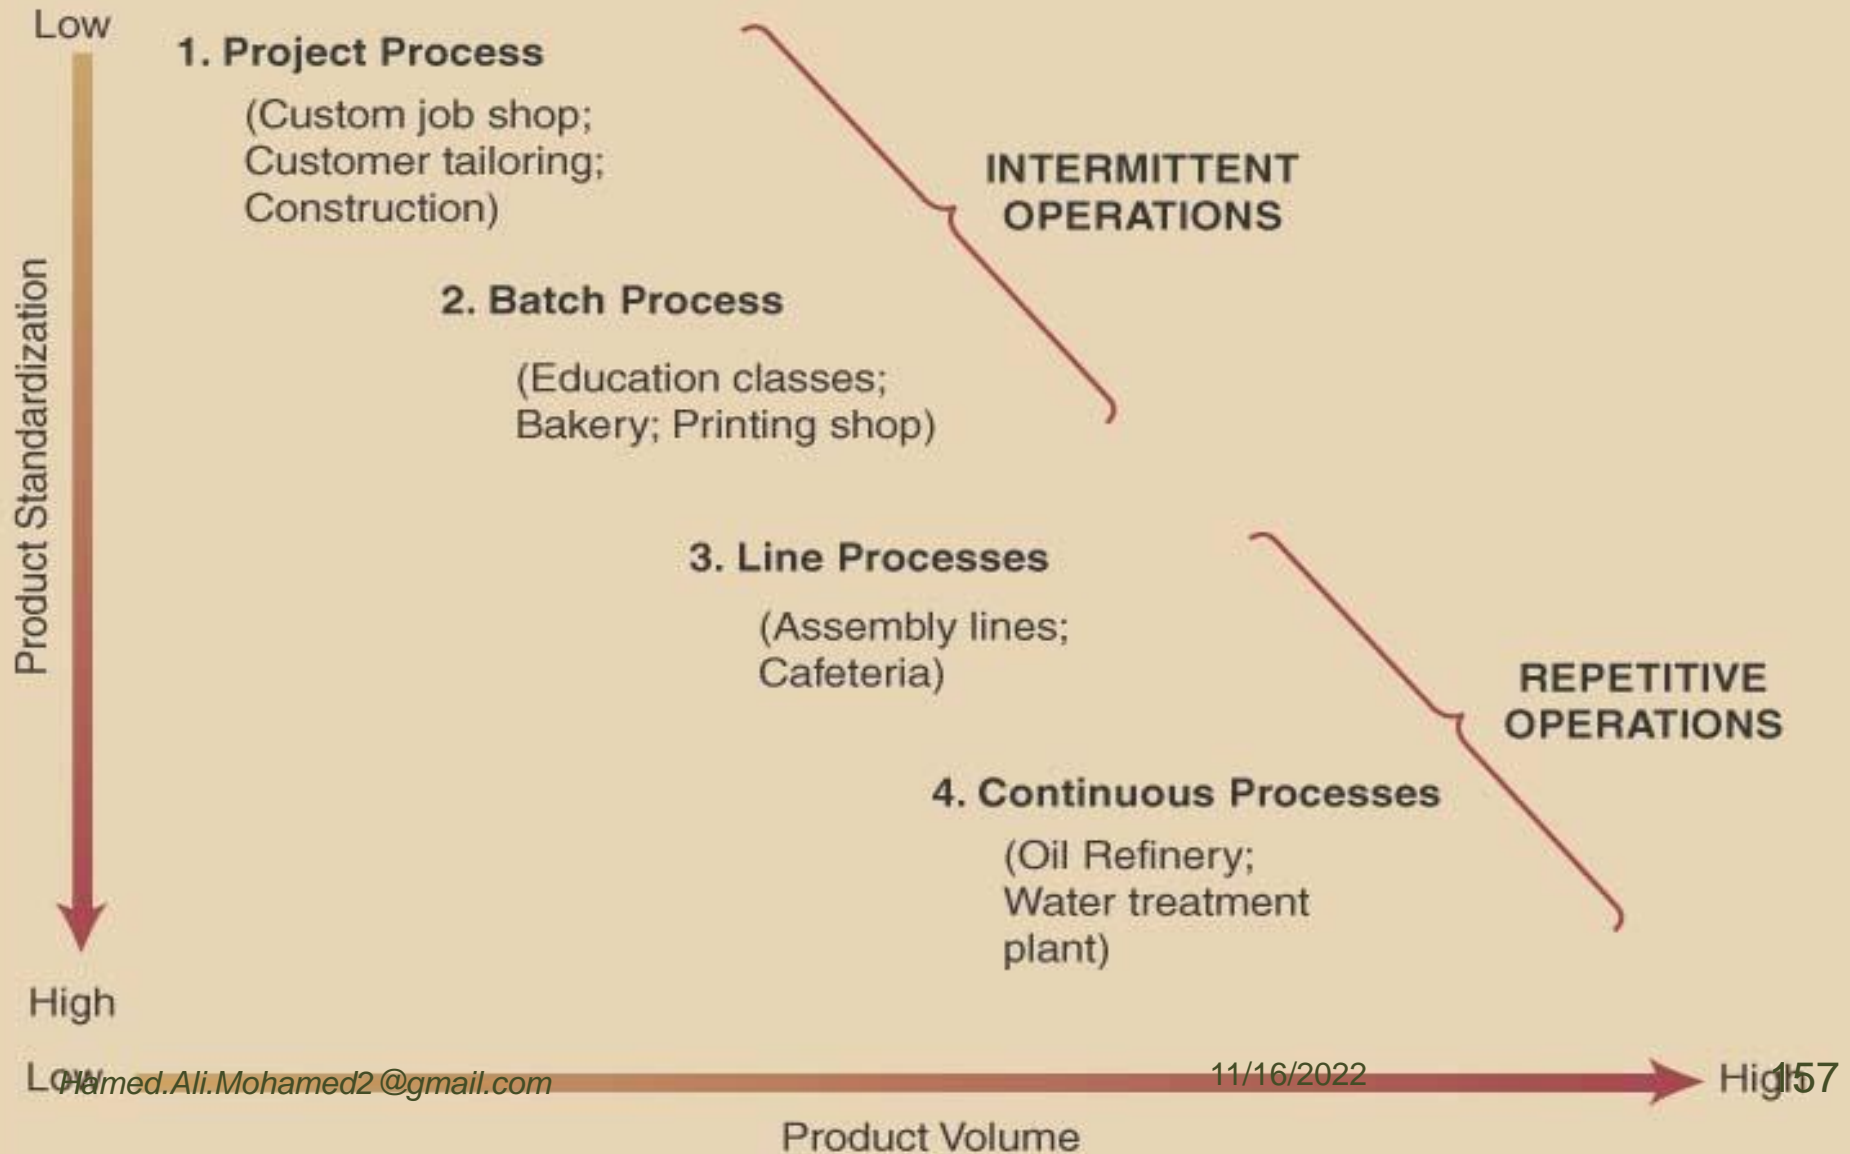 Low
1. Project Process
(Custom job shop;
Customer tailoring;
Construction)
INTERMITTENT
OPERATIONS
2. Batch Process
(Education classes;
Bakery; Printing shop)
Product Standardization
3. Line Processes
(Assembly lines;
Cafeteria)
REPETITIVE
OPERATIONS
4. Continuous Processes
(Oil Refinery;
Water treatment
plant)
High
Low
Hamed.Ali.Mohamed2@gmail.com
11/16/2022
High
157
Product Volume